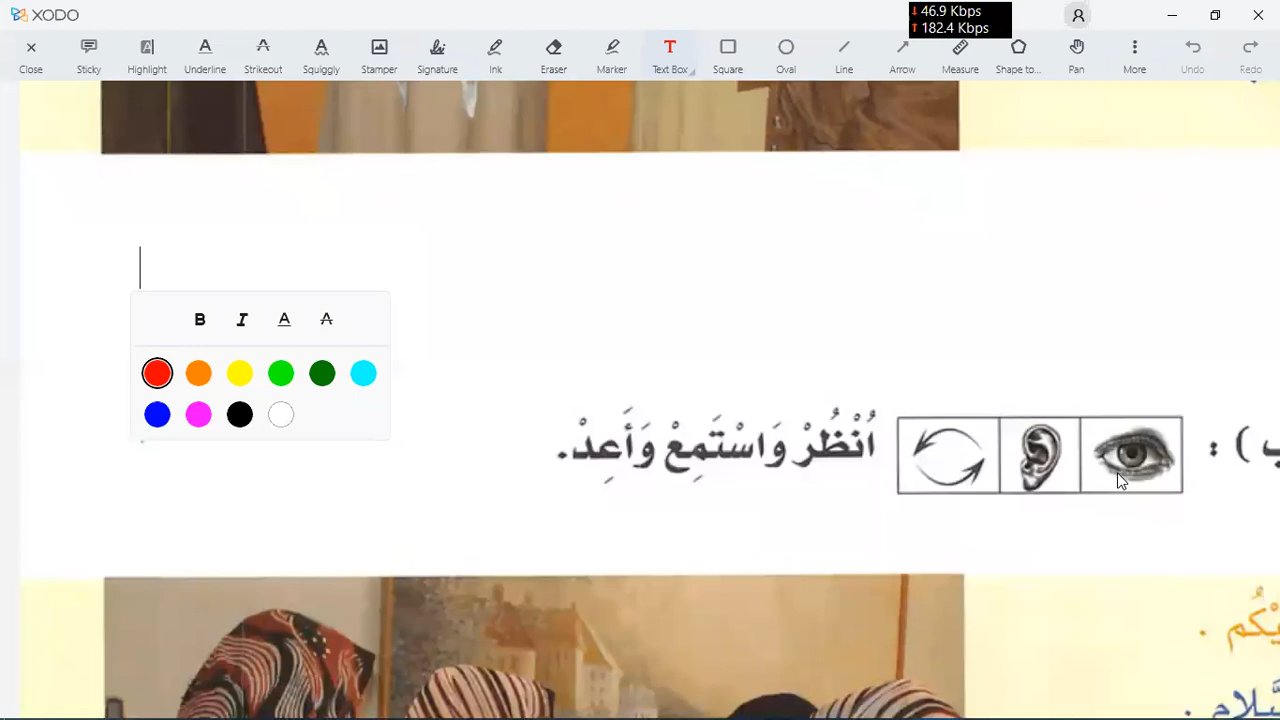 XODO
↓ 46.9 Kbps
↑ 182.4 Kbps
Close
Sticky
Highlight
Underline
Strikeout
Squiggly
Stamper
Signature
Ink
Eraser
Marker
Text Box
Square
Oval
Line
Arrow
Measure
Shape to...
Pan
More
Undo
Redo
B I A A
ب ) : اُنْظُرْ وَاسْتَمِعْ وَأَعِدْ.